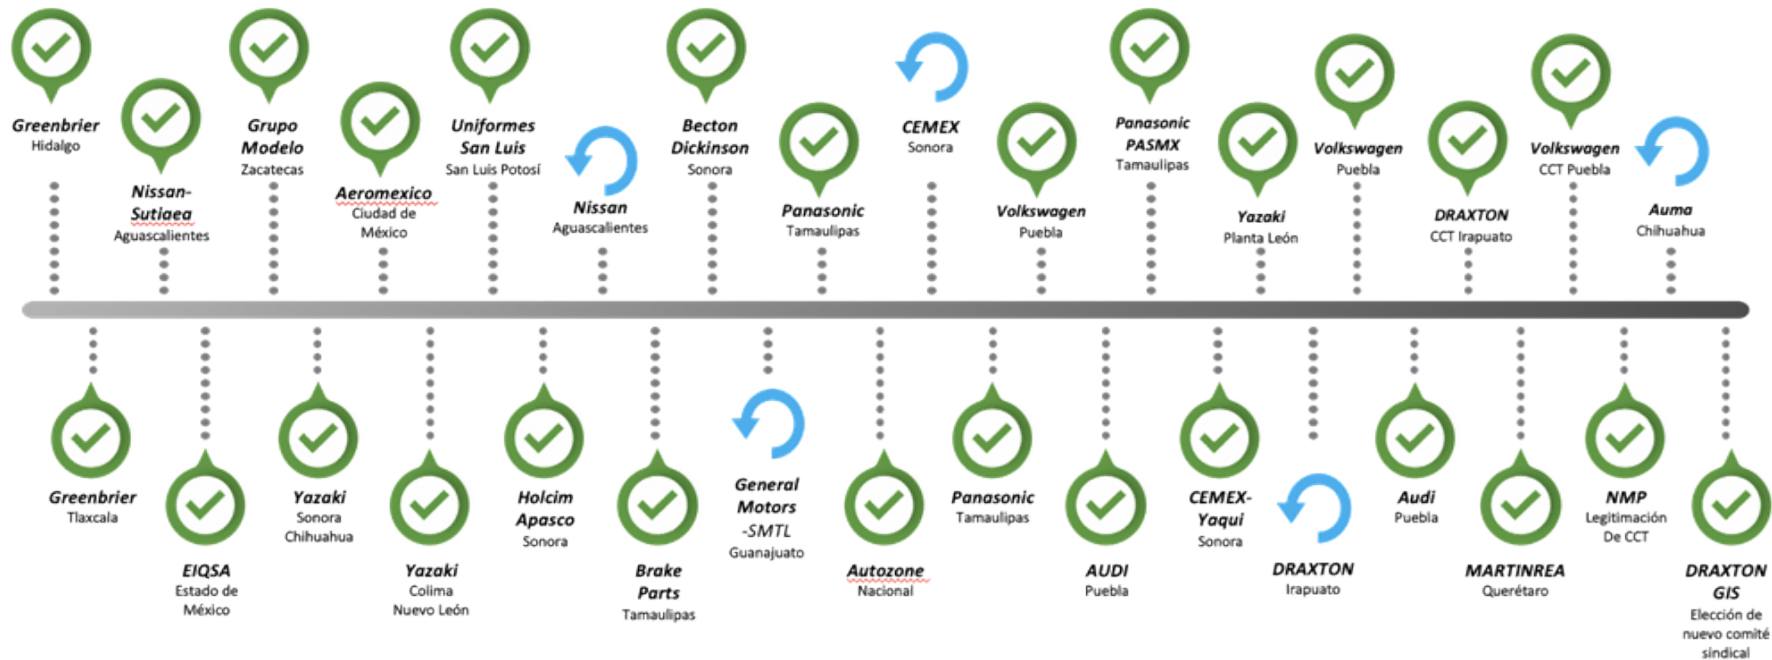 Greenbrier
Hidalgo
Nissan-
Sutiaea
Aguascalientes
Grupo
Modelo
Zacatecas
Aeromexico
Ciudad de
México
Uniformes
San Luis
San Luis Potosí
Nissan
Aguascalientes
Becton
Dickinson
Sonora
Panasonic
Tamaulipas
CEMEX
Sonora
Volkswagen
Puebla
Panasonic
PASMX
Tamaulipas
Yazaki
Planta León
Volkswagen
Puebla
DRAXTON
CCT Irapuato
Volkswagen
CCT Puebla
Auma
Chihuahua
Greenbrier
Tlaxcala
EIQSA
Estado de
México
Yazaki
Sonora
Chihuahua
Yazaki
Colima
Nuevo León
Holcim
Apasco
Sonora
Brake
Parts
Tamaulipas
General
Motors
-SMTL
Guanajuato
Autozone
Nacional
Panasonic
Tamaulipas
AUDI
Puebla
CEMEX-
Yaqui
Sonora
DRAXTON
Irapuato
Audi
Puebla
MARTINREA
Querétaro
NMP
Legitimación
De CCT
DRAXTON
GIS
Elección de
nuevo comité
sindical